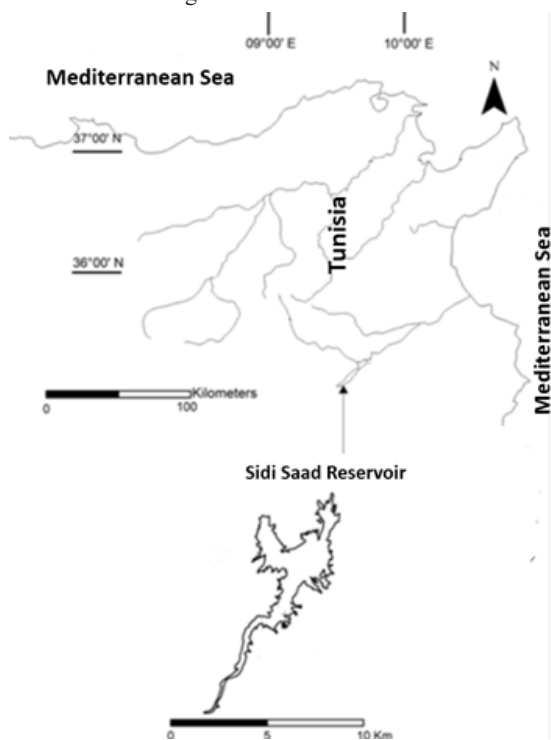 09°00' E
10°00' E
Mediterranean Sea
N
37°00' N
Tunisia
36°00' N
Mediterranean Sea
Kilometers
0
100
Sidi Saad Reservoir
0
5
10 Km